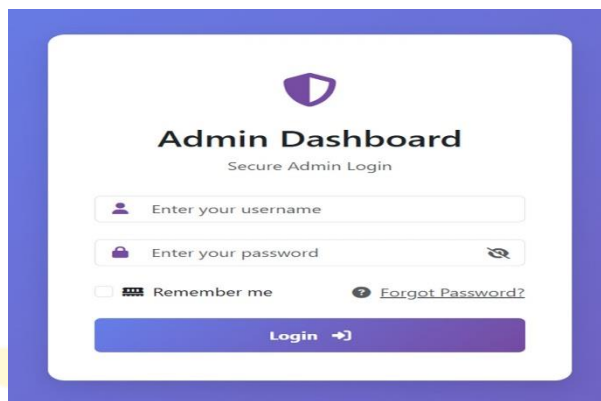 Admin Dashboard
Secure Admin Login
Enter your username
Enter your password
Remember me
Forgot Password?
Login